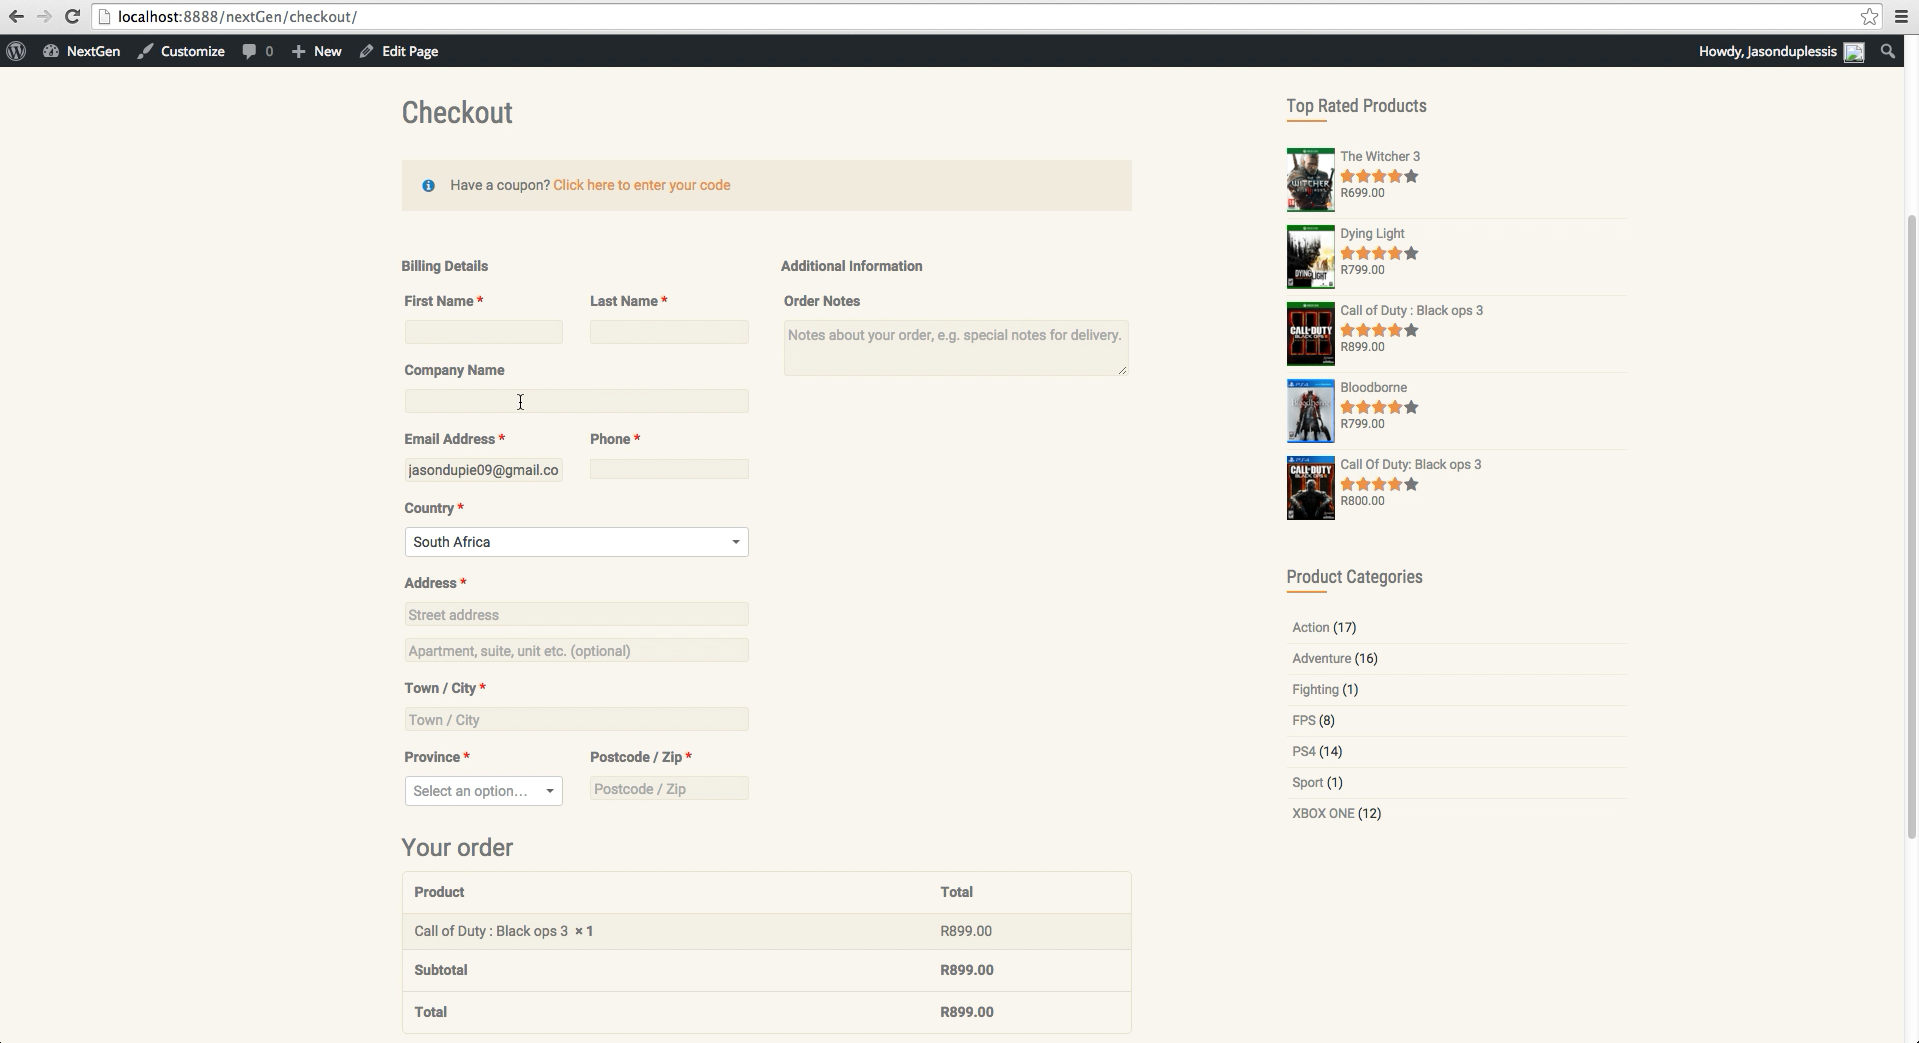 localhost:8888/nextGen/checkout/
NextGen Customize 0 New Edit Page Howdy, Jasonduplessis
Checkout
Have a coupon? Click here to enter your code
Billing Details
First Name * Last Name *
Company Name
Email Address * Phone *
jasondupie09@gmail.co
Country *
South Africa
Address *
Street address
Apartment, suite, unit etc. (optional)
Town / City *
Town / City
Province * Postcode / Zip *
Select an option... Postcode / Zip
Additional Information
Order Notes
Notes about your order, e.g. special notes for delivery.
Your order
Product Total
Call of Duty : Black ops 3 × 1 R899.00
Subtotal R899.00
Total R899.00
Top Rated Products
The Witcher 3
R699.00
Dying Light
R799.00
Call of Duty : Black ops 3
R899.00
Bloodborne
R799.00
Call Of Duty: Black ops 3
R800.00
Product Categories
Action (17)
Adventure (16)
Fighting (1)
FPS (8)
PS4 (14)
Sport (1)
XBOX ONE (12)